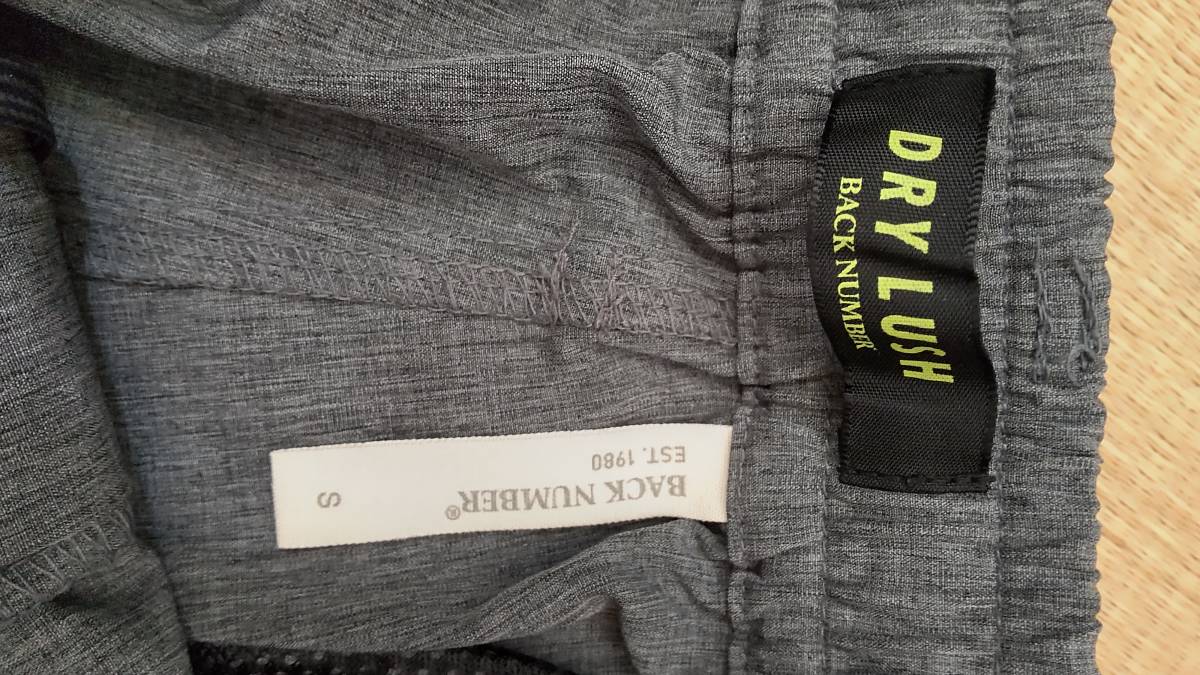 DRY LUSH
BACK NUMBER
BACK NUMBER®
EST. 1980
S